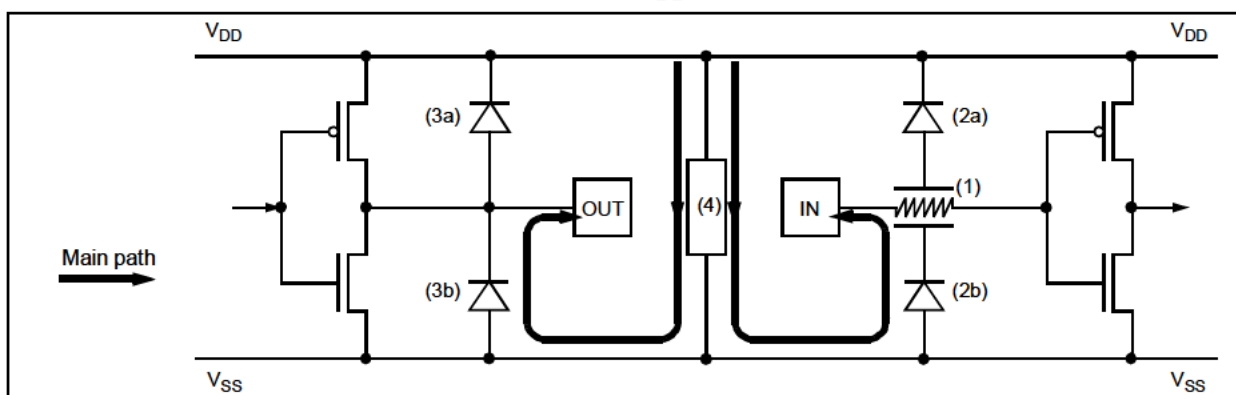 VDD VDD
(3a) (2a)
(1)
OUT (4) IN
Main path
(3b) (2b)
VSS VSS